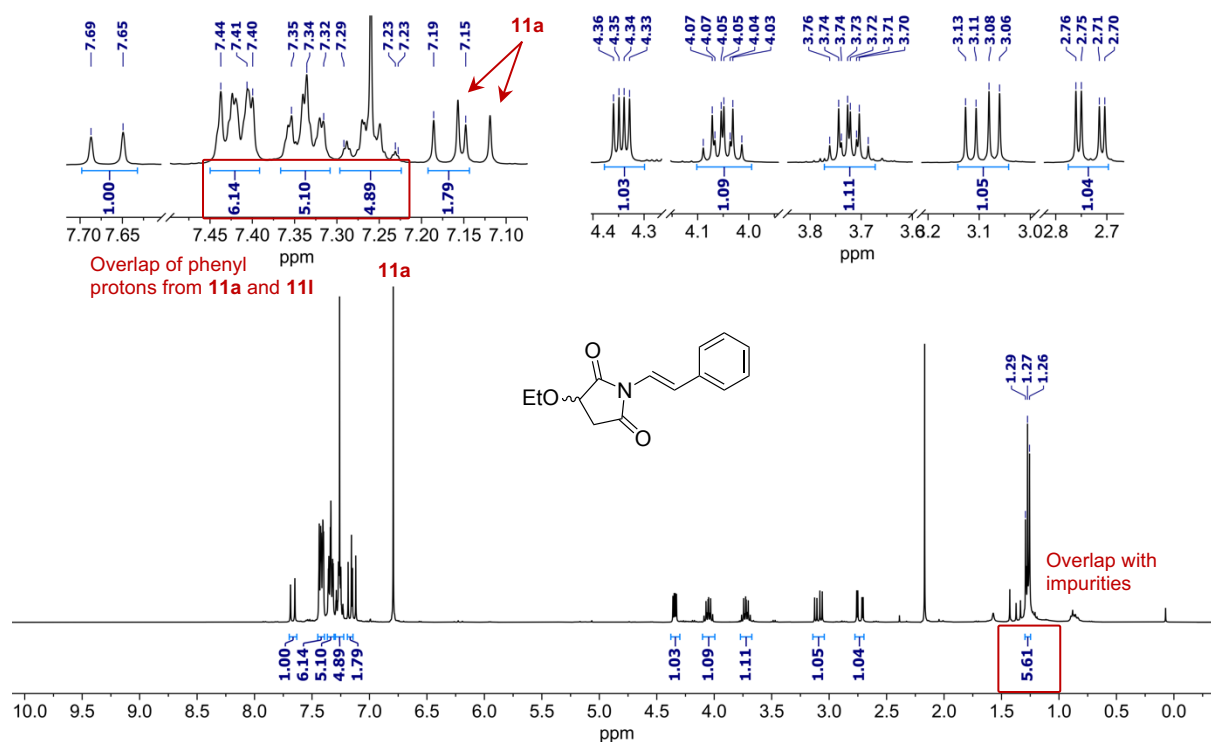 7.69 7.65 7.44 7.41 7.40 7.35 7.34 7.32 7.29 7.23 7.23 7.19 7.15 11a 4.36 4.35 4.34 4.33 4.07 4.07 4.05 4.05 4.04 4.03 3.76 3.74 3.74 3.73 3.72 3.71 3.70 3.13 3.11 3.08 3.06 2.76 2.75 2.71 2.70
1.00 6.14 5.10 4.89 1.79 1.03 1.09 1.11 1.05 1.04
7.70 7.65 7.45 7.40 7.35 7.30 7.25 7.20 7.15 7.10 4.4 4.3 4.1 4.0 3.8 3.7 3.6 3.2 3.1 3.0 2.8 2.7
ppm ppm
Overlap of phenyl
protons from 11a and 11l
11a
O
N
EtO
O
1.29 1.27 1.26
Overlap with
impurities
1.00 6.14 5.10 4.89 1.79 1.03 1.09 1.11 1.05 1.04 5.61
10.0 9.5 9.0 8.5 8.0 7.5 7.0 6.5 6.0 5.5 5.0 4.5 4.0 3.5 3.0 2.5 2.0 1.5 1.0 0.5 0.0
ppm